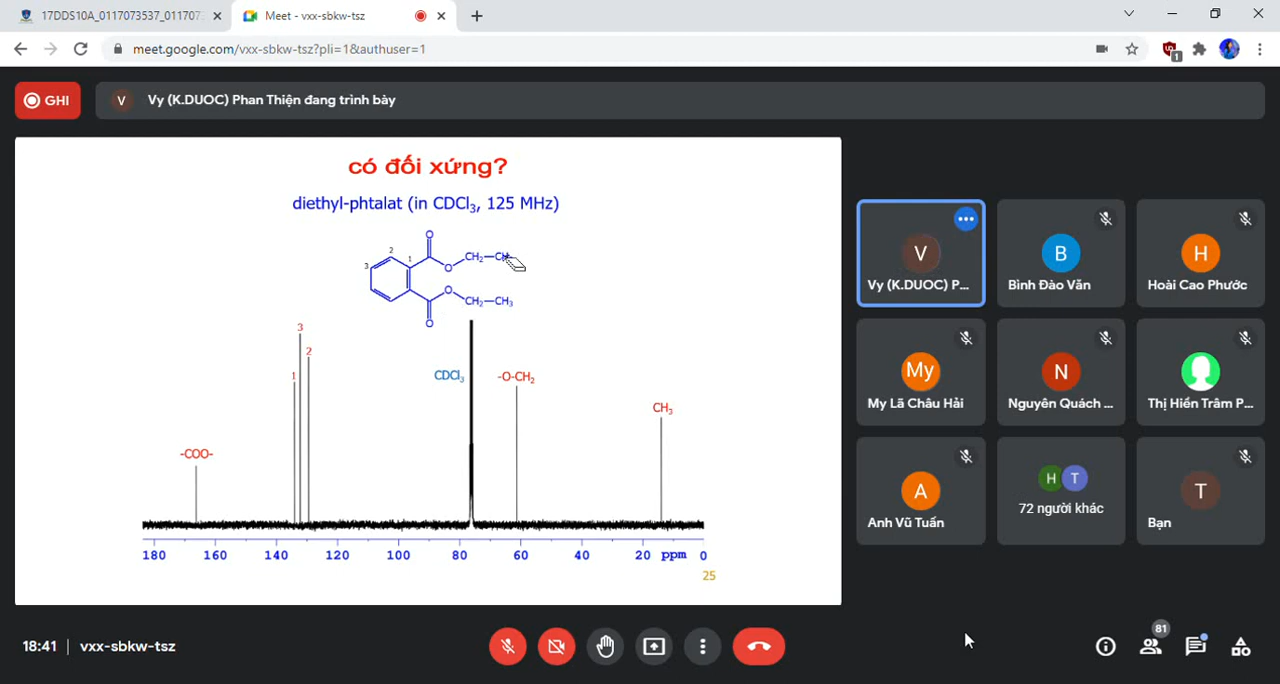 17DDS10A_0117073537_01170
Meet - vxx-sbkw-tsz
meet.google.com/vxx-sbkw-tsz?pli=1&authuser=1
1
GHI
V
Vy (K.DUOC) Phan Thiện đang trình bày
có đối xứng?
diethyl-phtalat (in CDCl₃, 125 MHz)
O
2
1
CH₂
3
O
O
CH₂—CH₃
O
3
2
1
CDCl₃
-O-CH₂
CH₃
-COO-
180 160 140 120 100 80 60 40 20 ppm 0
25
V
Vy (K.DUOC) P...
B
Bình Đào Văn
H
Hoài Cao Phước
My
My Lã Châu Hải
N
Nguyên Quách ...
Thị Hiền Trâm P...
A
Anh Vũ Tuấn
H T
72 người khác
T
Bạn
18:41 | vxx-sbkw-tsz
81